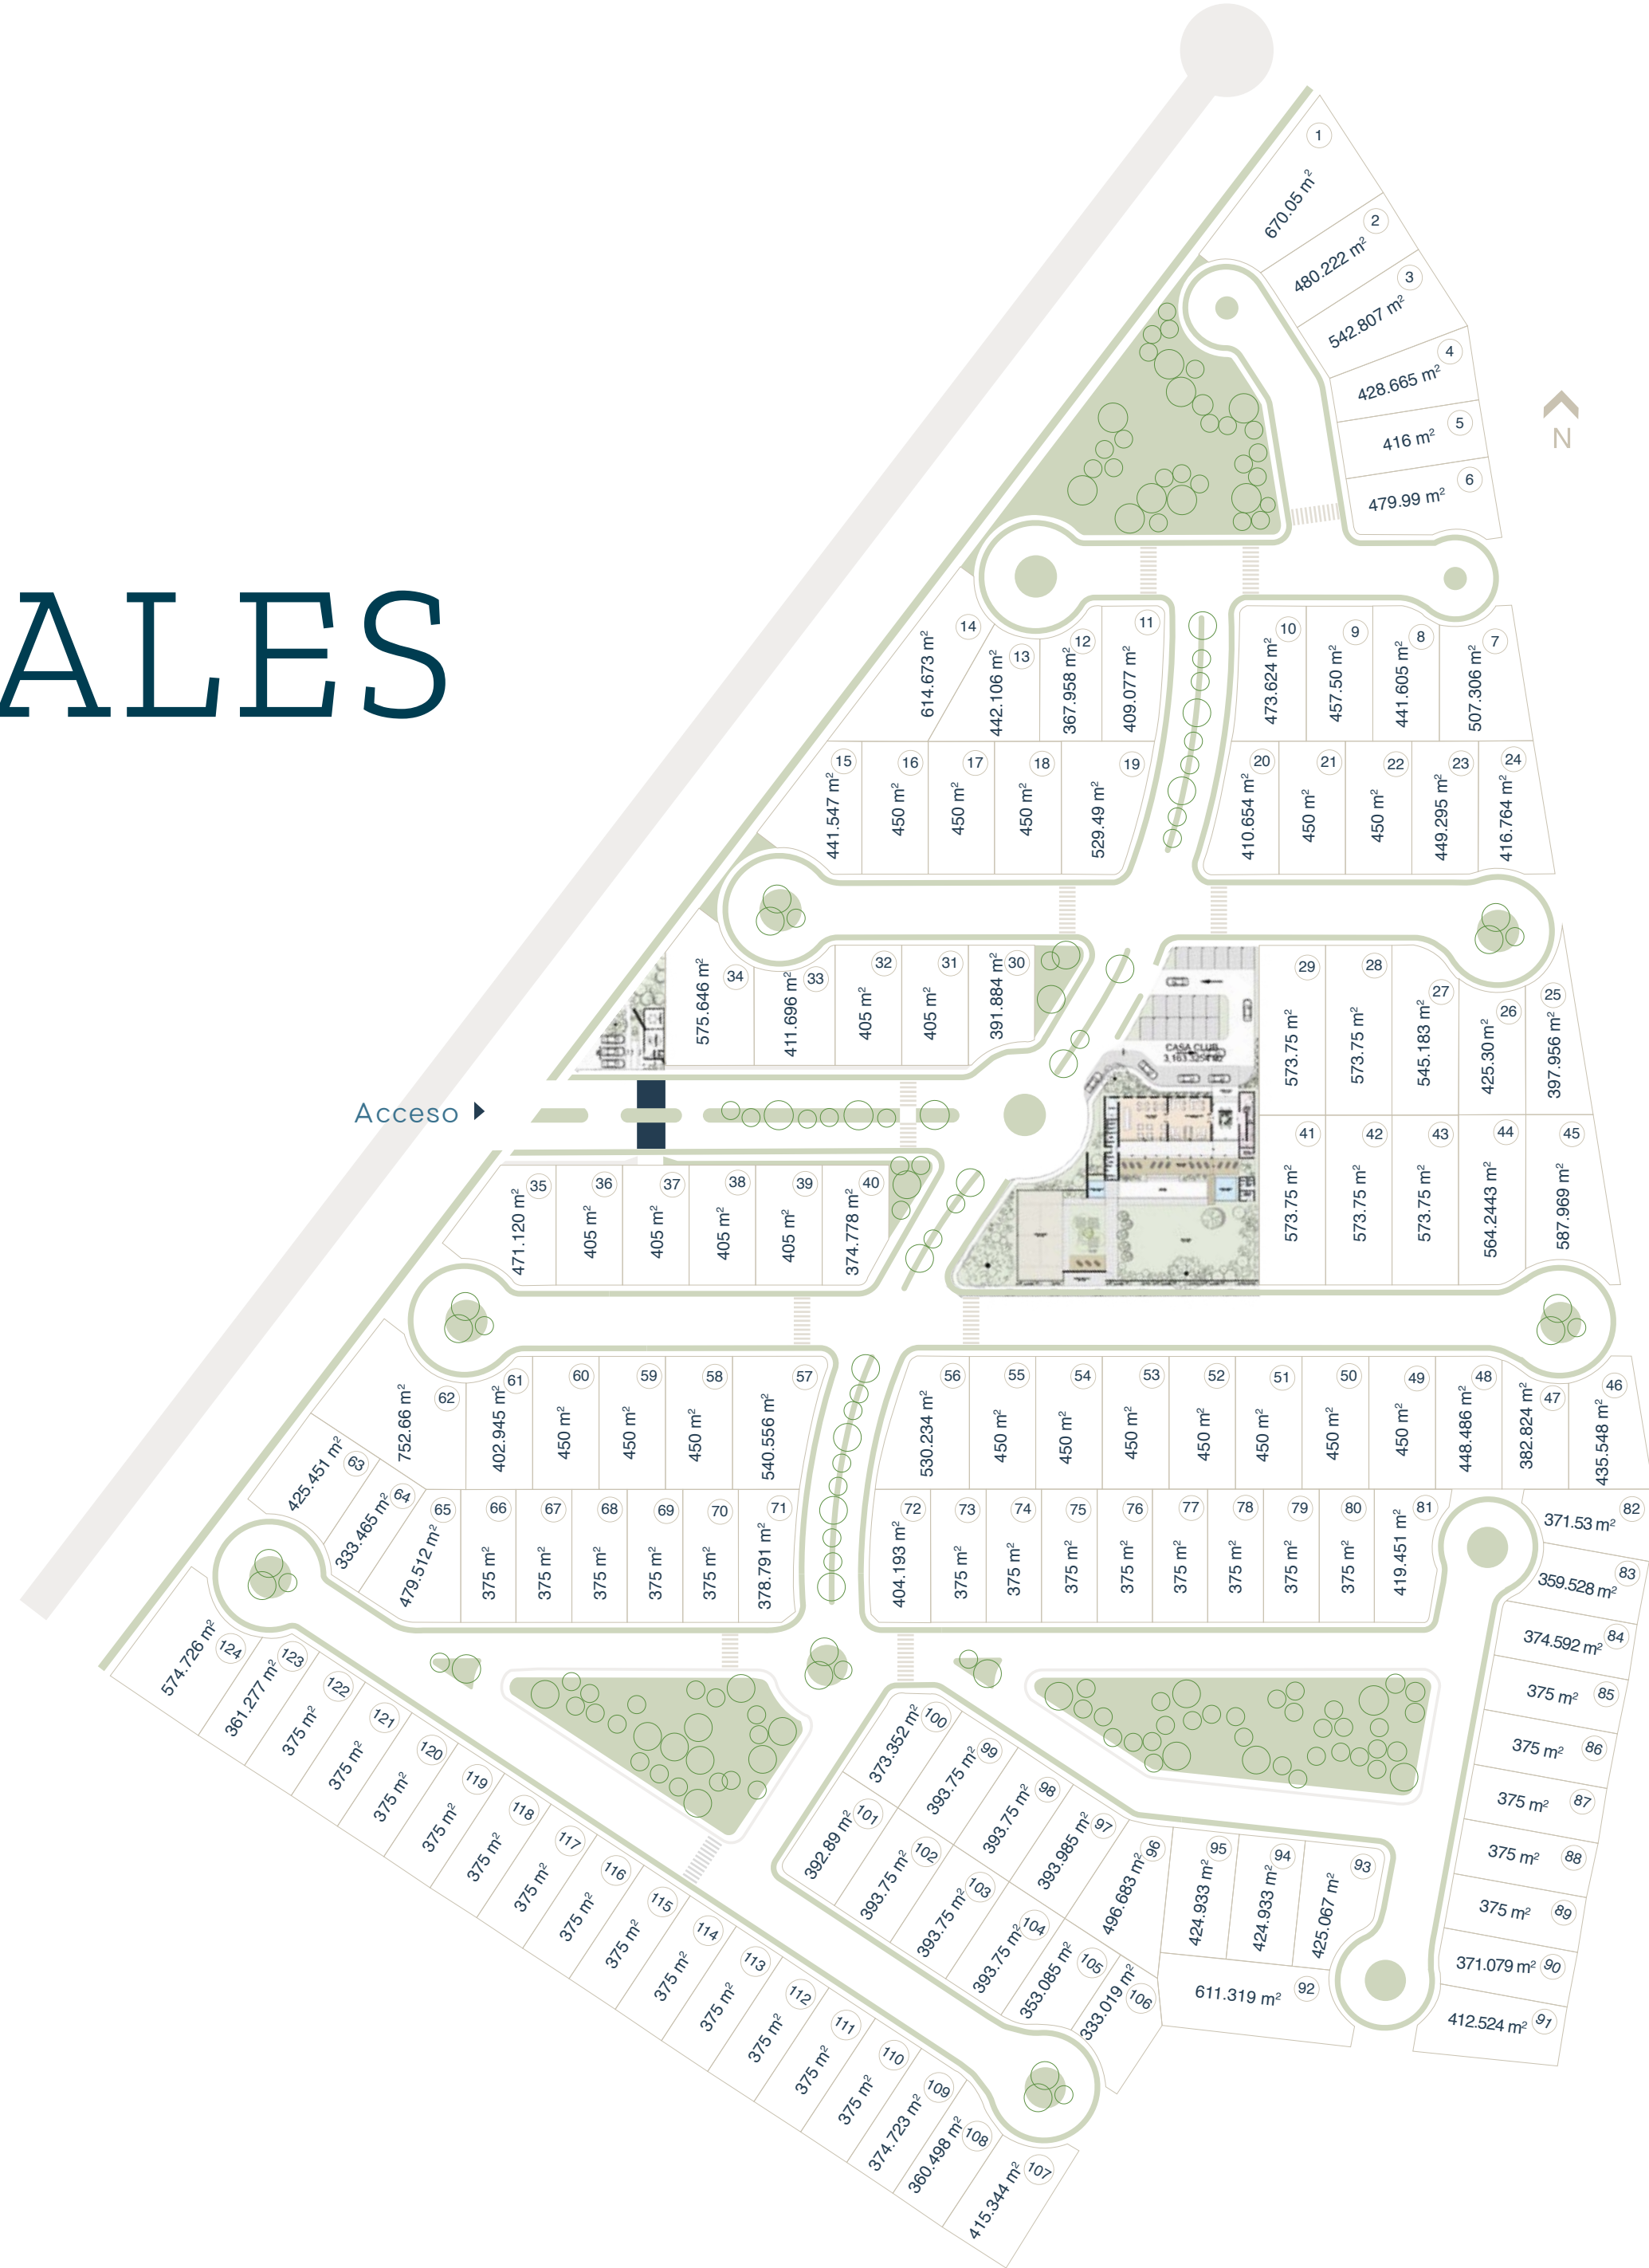 ALES
N
Acceso
1
670.05 m²
2
480.222 m²
3
542.807 m²
4
428.665 m²
5
416 m²
6
479.99 m²
14
614.673 m²
13
442.106 m²
12
367.958 m²
11
409.077 m²
10
473.624 m²
9
457.50 m²
8
441.605 m²
7
507.306 m²
15
441.547 m²
16
450 m²
17
450 m²
18
450 m²
19
529.49 m²
20
410.654 m²
21
450 m²
22
450 m²
23
449.295 m²
24
416.764 m²
34
575.646 m²
33
411.696 m²
32
405 m²
31
405 m²
30
391.884 m²
CASA CLUB
29
573.75 m²
28
573.75 m²
27
545.183 m²
26
425.30 m²
25
397.956 m²
35
471.120 m²
36
405 m²
37
405 m²
38
405 m²
39
405 m²
40
374.778 m²
41
573.75 m²
42
573.75 m²
43
573.75 m²
44
564.2443 m²
45
587.969 m²
62
752.66 m²
61
402.945 m²
60
450 m²
59
450 m²
58
450 m²
57
540.556 m²
56
530.234 m²
55
450 m²
54
450 m²
53
450 m²
52
450 m²
51
450 m²
50
450 m²
49
450 m²
48
448.486 m²
47
382.824 m²
46
435.548 m²
63
425.451 m²
64
333.465 m²
65
479.512 m²
66
375 m²
67
375 m²
68
375 m²
69
375 m²
70
375 m²
71
378.791 m²
72
404.193 m²
73
375 m²
74
375 m²
75
375 m²
76
375 m²
77
375 m²
78
375 m²
79
375 m²
80
375 m²
81
419.451 m²
82
371.53 m²
83
359.528 m²
84
374.592 m²
85
375 m²
86
375 m²
87
375 m²
88
375 m²
89
375 m²
90
371.079 m²
91
412.524 m²
100
373.352 m²
99
393.75 m²
98
393.75 m²
97
393.985 m²
96
496.683 m²
95
424.933 m²
94
424.933 m²
93
425.067 m²
92
611.319 m²
101
392.89 m²
102
393.75 m²
103
393.75 m²
104
393.75 m²
105
353.085 m²
106
333.019 m²
124
574.726 m²
123
361.277 m²
122
375 m²
121
375 m²
120
375 m²
119
375 m²
118
375 m²
117
375 m²
116
375 m²
115
375 m²
114
375 m²
113
375 m²
112
375 m²
111
375 m²
110
375 m²
109
374.723 m²
108
360.498 m²
107
415.344 m²